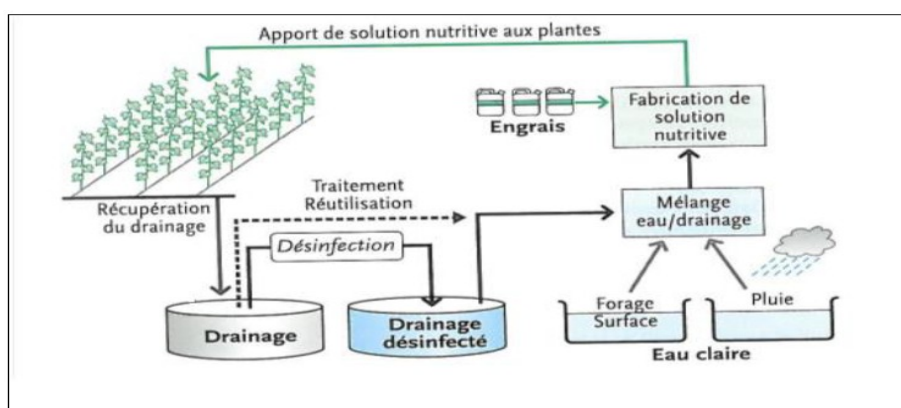 Apport de solution nutritive aux plantes
Engrais
Fabrication de
solution
nutritive
Récupération
du drainage
Traitement
Réutilisation
Désinfection
Mélange
eau/drainage
Drainage
Drainage
désinfecté
Forage
Surface
Pluie
Eau claire